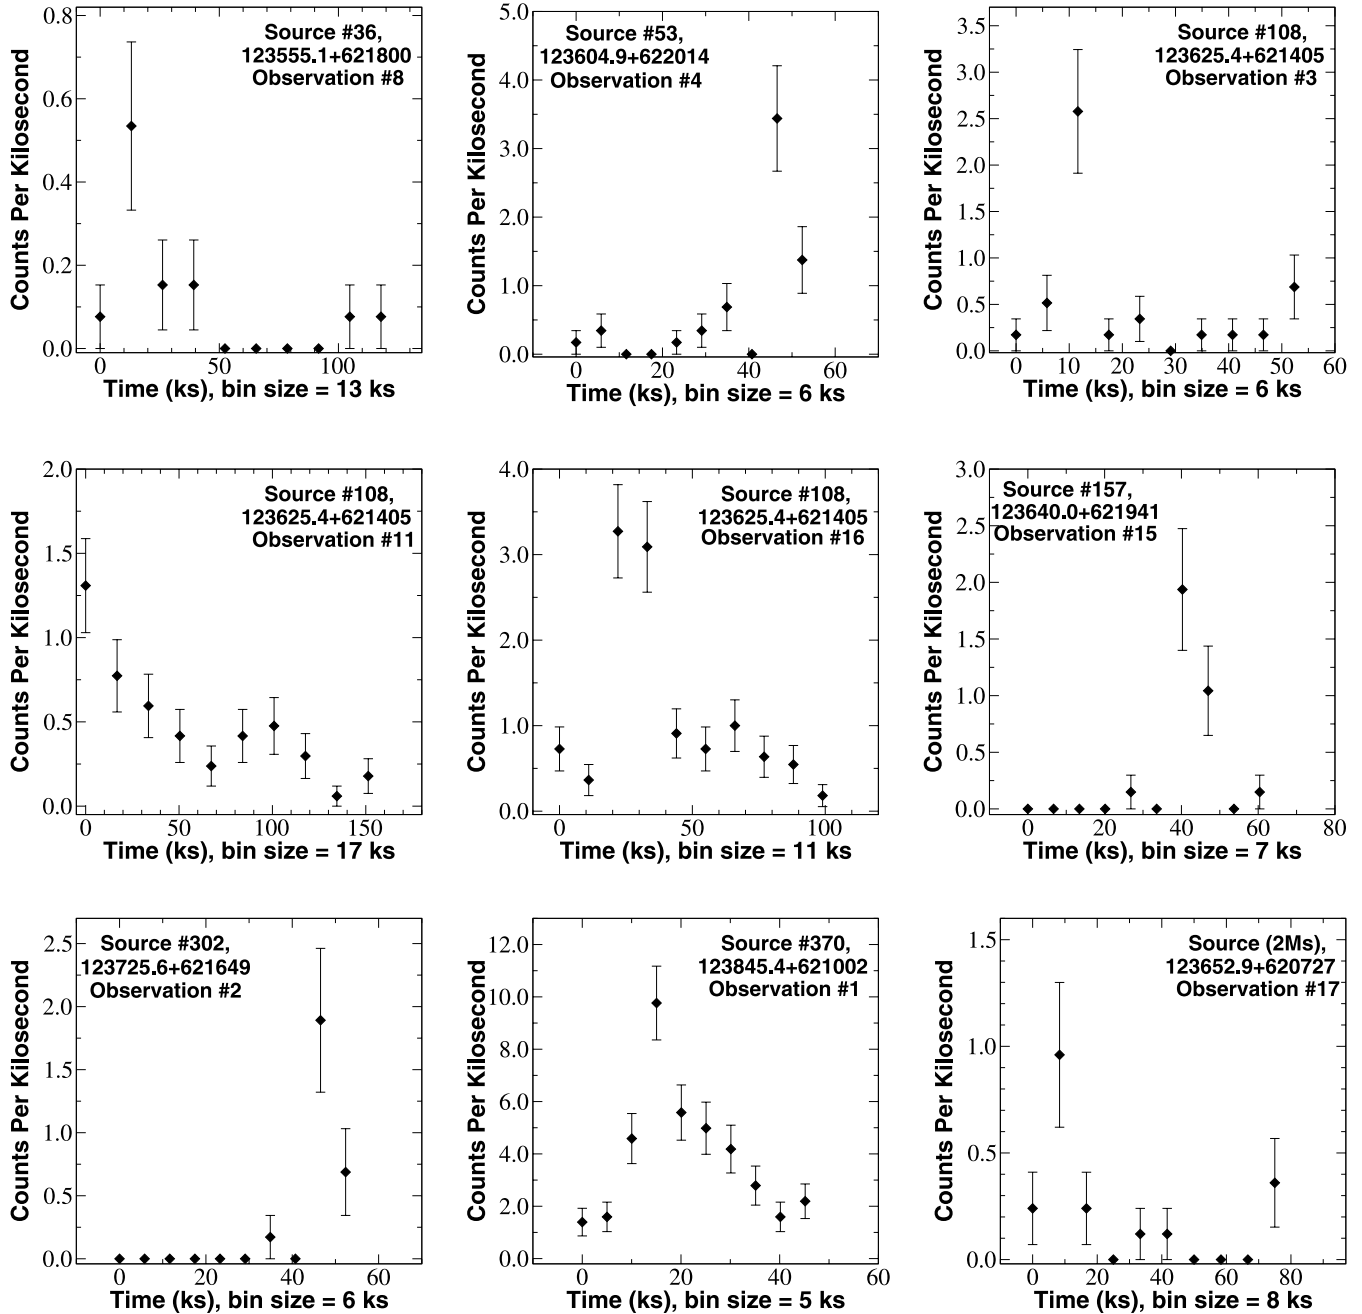 Source #36,
123555.1+621800
Observation #8
Counts Per Kilosecond
0.8
0.6
0.4
0.2
0.0
0 50 100
Time (ks), bin size = 13 ks
Source #53,
123604.9+622014
Observation #4
Counts Per Kilosecond
5.0
4.0
3.0
2.0
1.0
0.0
0 20 40 60
Time (ks), bin size = 6 ks
Source #108,
123625.4+621405
Observation #3
Counts Per Kilosecond
3.5
3.0
2.5
2.0
1.5
1.0
0.5
0.0
0 10 20 30 40 50 60
Time (ks), bin size = 6 ks
Source #108,
123625.4+621405
Observation #11
Counts Per Kilosecond
2.0
1.5
1.0
0.5
0.0
0 50 100 150
Time (ks), bin size = 17 ks
Source #108,
123625.4+621405
Observation #16
Counts Per Kilosecond
4.0
3.0
2.0
1.0
0.0
0 50 100
Time (ks), bin size = 11 ks
Source #157,
123640.0+621941
Observation #15
Counts Per Kilosecond
3.0
2.5
2.0
1.5
1.0
0.5
0.0
0 20 40 60 80
Time (ks), bin size = 7 ks
Source #302,
123725.6+621649
Observation #2
Counts Per Kilosecond
2.5
2.0
1.5
1.0
0.5
0.0
0 20 40 60
Time (ks), bin size = 6 ks
Source #370,
123845.4+621002
Observation #1
Counts Per Kilosecond
12.0
10.0
8.0
6.0
4.0
2.0
0.0
0 20 40 60
Time (ks), bin size = 5 ks
Source (2Ms),
123652.9+620727
Observation #17
Counts Per Kilosecond
1.5
1.0
0.5
0.0
0 20 40 60 80
Time (ks), bin size = 8 ks